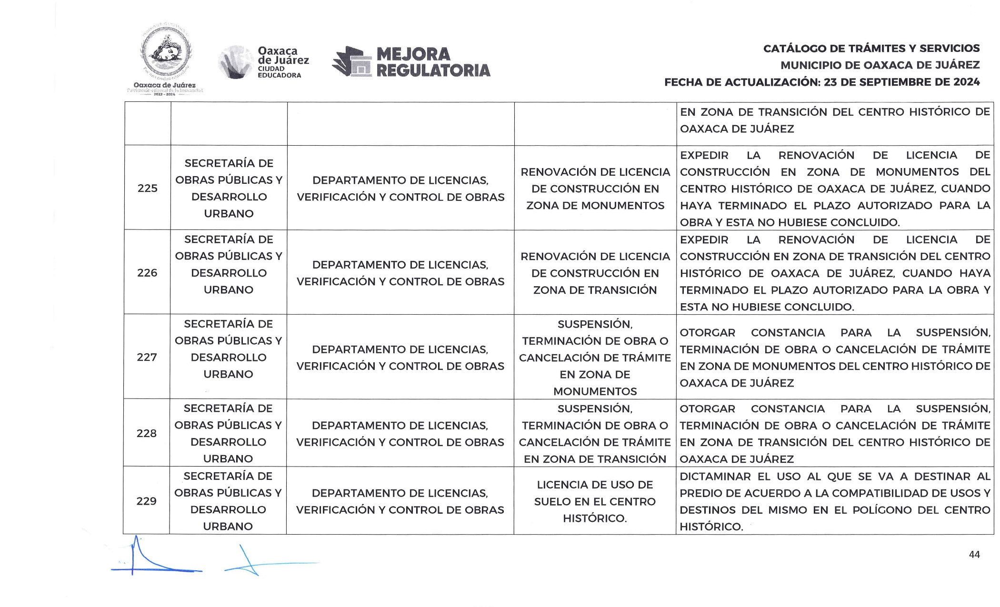 Oaxaca de Juárez
Patrimonio cultural de la humanidad
2022 - 2024
Oaxaca
de Juárez
CIUDAD
EDUCADORA
MEJORA
REGULATORIA
CATÁLOGO DE TRÁMITES Y SERVICIOS
MUNICIPIO DE OAXACA DE JUÁREZ
FECHA DE ACTUALIZACIÓN: 23 DE SEPTIEMBRE DE 2024
EN ZONA DE TRANSICIÓN DEL CENTRO HISTÓRICO DE
OAXACA DE JUÁREZ
225
SECRETARÍA DE
OBRAS PÚBLICAS Y
DESARROLLO
URBANO
DEPARTAMENTO DE LICENCIAS,
VERIFICACIÓN Y CONTROL DE OBRAS
RENOVACIÓN DE LICENCIA
DE CONSTRUCCIÓN EN
ZONA DE MONUMENTOS
EXPEDIR LA RENOVACIÓN DE LICENCIA DE
CONSTRUCCIÓN EN ZONA DE MONUMENTOS DEL
CENTRO HISTÓRICO DE OAXACA DE JUÁREZ, CUANDO
HAYA TERMINADO EL PLAZO AUTORIZADO PARA LA
OBRA Y ESTA NO HUBIESE CONCLUIDO.
226
SECRETARÍA DE
OBRAS PÚBLICAS Y
DESARROLLO
URBANO
DEPARTAMENTO DE LICENCIAS,
VERIFICACIÓN Y CONTROL DE OBRAS
RENOVACIÓN DE LICENCIA
DE CONSTRUCCIÓN EN
ZONA DE TRANSICIÓN
EXPEDIR LA RENOVACIÓN DE LICENCIA DE
CONSTRUCCIÓN EN ZONA DE TRANSICIÓN DEL CENTRO
HISTÓRICO DE OAXACA DE JUÁREZ, CUANDO HAYA
TERMINADO EL PLAZO AUTORIZADO PARA LA OBRA Y
ESTA NO HUBIESE CONCLUIDO.
227
SECRETARÍA DE
OBRAS PÚBLICAS Y
DESARROLLO
URBANO
DEPARTAMENTO DE LICENCIAS,
VERIFICACIÓN Y CONTROL DE OBRAS
SUSPENSIÓN,
TERMINACIÓN DE OBRA O
CANCELACIÓN DE TRÁMITE
EN ZONA DE
MONUMENTOS
OTORGAR CONSTANCIA PARA LA SUSPENSIÓN,
TERMINACIÓN DE OBRA O CANCELACIÓN DE TRÁMITE
EN ZONA DE MONUMENTOS DEL CENTRO HISTÓRICO DE
OAXACA DE JUÁREZ
228
SECRETARÍA DE
OBRAS PÚBLICAS Y
DESARROLLO
URBANO
DEPARTAMENTO DE LICENCIAS,
VERIFICACIÓN Y CONTROL DE OBRAS
SUSPENSIÓN,
TERMINACIÓN DE OBRA O
CANCELACIÓN DE TRÁMITE
EN ZONA DE TRANSICIÓN
OTORGAR CONSTANCIA PARA LA SUSPENSIÓN,
TERMINACIÓN DE OBRA O CANCELACIÓN DE TRÁMITE
EN ZONA DE TRANSICIÓN DEL CENTRO HISTÓRICO DE
OAXACA DE JUÁREZ
229
SECRETARÍA DE
OBRAS PÚBLICAS Y
DESARROLLO
URBANO
DEPARTAMENTO DE LICENCIAS,
VERIFICACIÓN Y CONTROL DE OBRAS
LICENCIA DE USO DE
SUELO EN EL CENTRO
HISTÓRICO.
DICTAMINAR EL USO AL QUE SE VA A DESTINAR AL
PREDIO DE ACUERDO A LA COMPATIBILIDAD DE USOS Y
DESTINOS DEL MISMO EN EL POLÍGONO DEL CENTRO
HISTÓRICO.
44